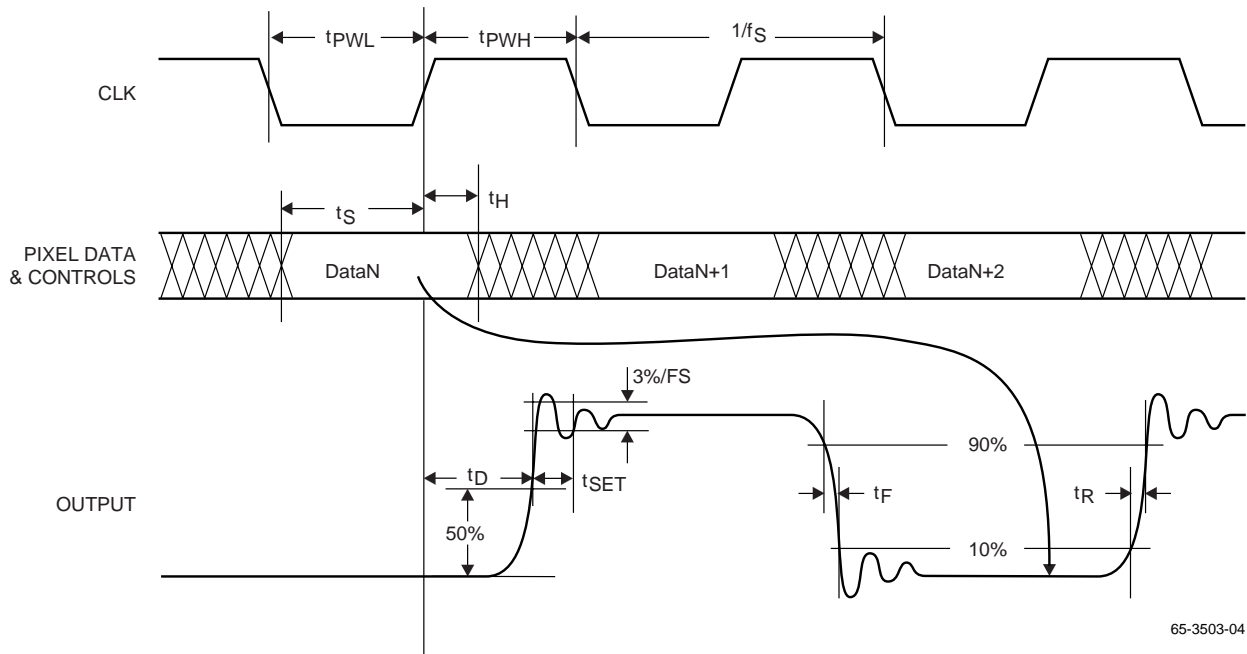 tPWL
tPWH
1/fS
CLK
tS
tH
PIXEL DATA
& CONTROLS
DataN
DataN+1
DataN+2
3%/FS
90%
tD
tSET
tF
tR
OUTPUT
50%
10%
65-3503-04